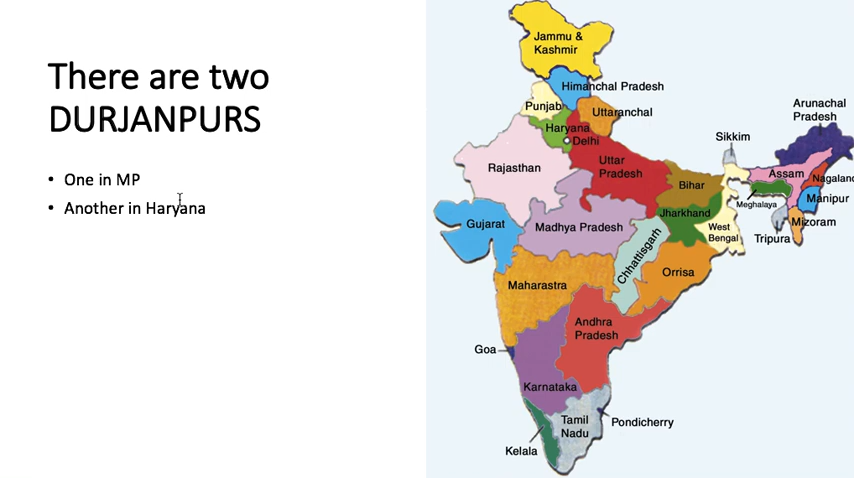 There are two
DURJANPURS
• One in MP
• Another in Haryana
Jammu &
Kashmir
Himanchal Pradesh
Punjab
Uttaranchal
Haryana
Delhi
Arunachal
Pradesh
Sikkim
Rajasthan
Uttar
Pradesh
Bihar
Assam
Nagaland
Meghalaya
Manipur
Jharkhand
Gujarat
Madhya Pradesh
West
Bengal
Mizoram
Tripura
Chhattisgarh
Orrisa
Maharastra
Andhra
Pradesh
Goa
Karnataka
Tamil
Nadu
Pondicherry
Kelala